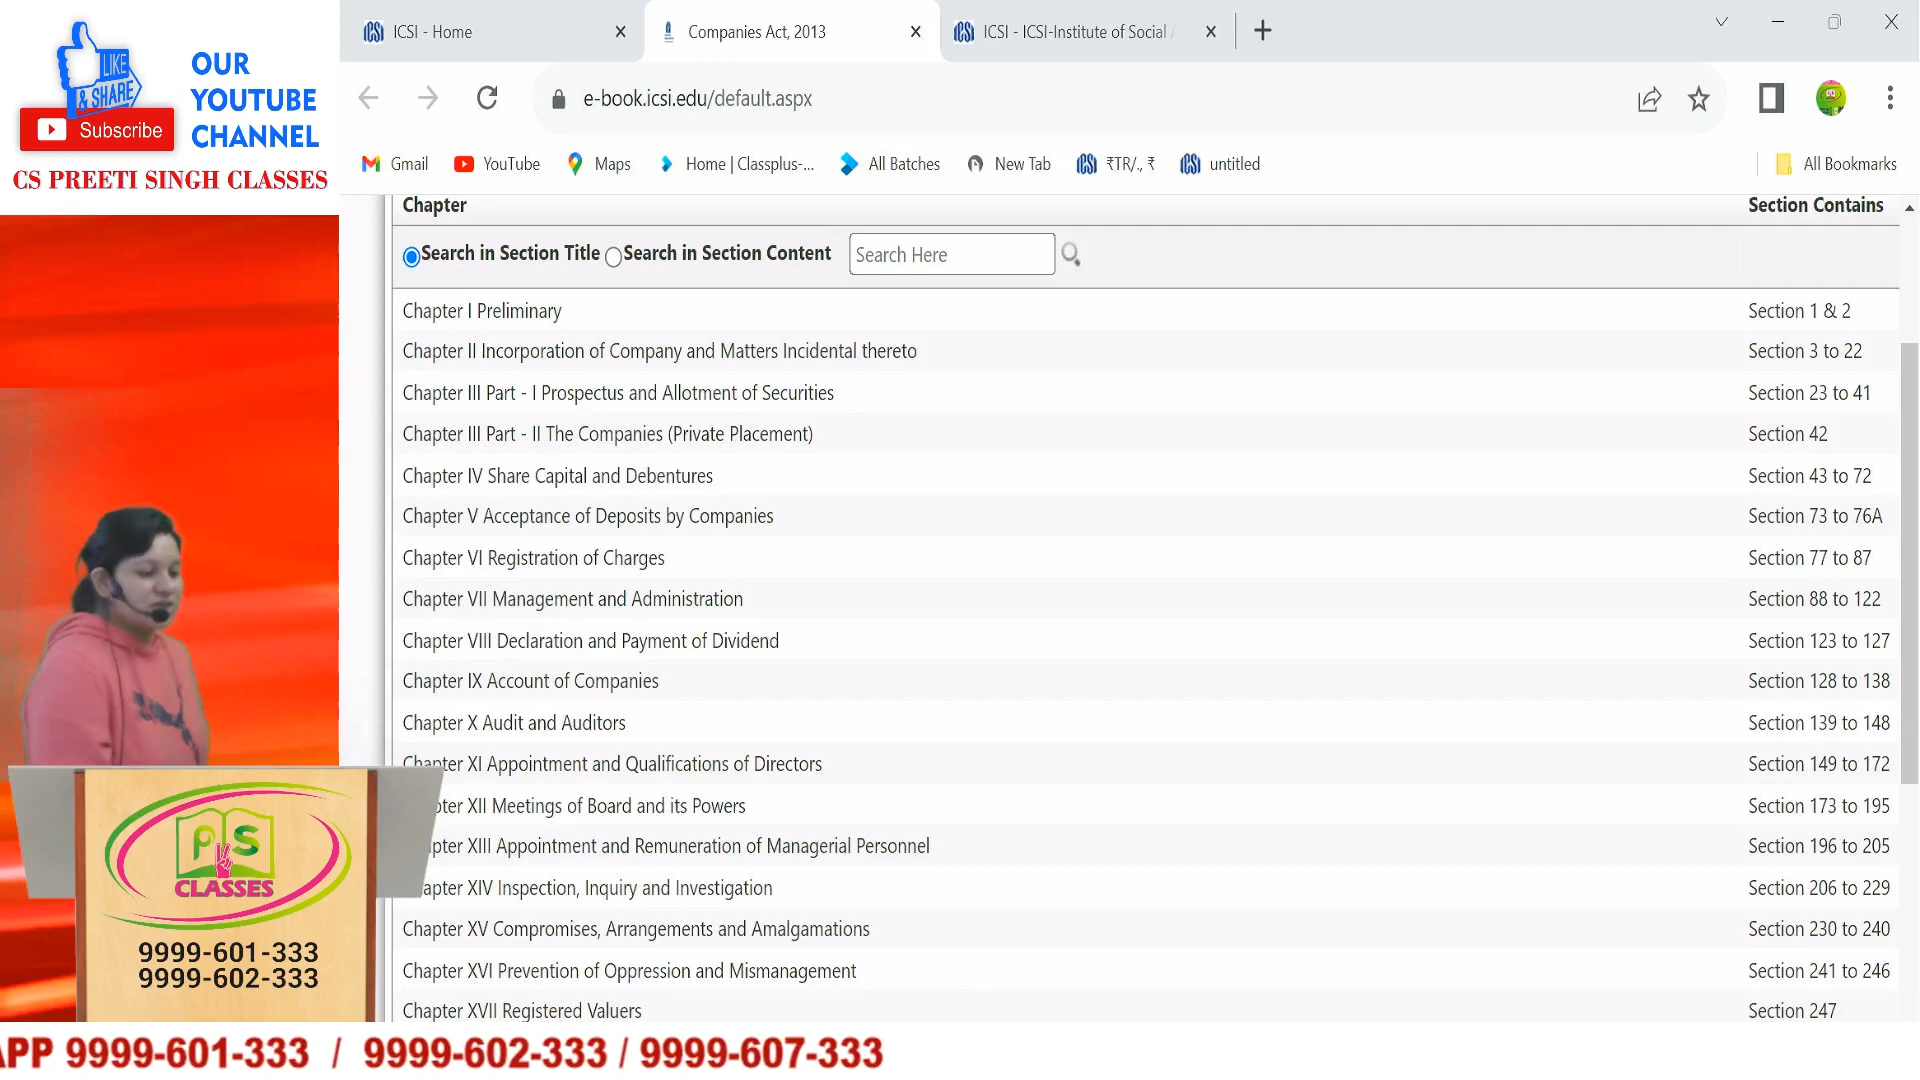 LIKE
& SHARE
Subscribe
OUR
YOUTUBE
CHANNEL
CS PREETI SINGH CLASSES
ICSI - Home
Companies Act, 2013
ICSI - ICSI-Institute of Social
e-book.icsi.edu/default.aspx
Gmail
YouTube
Maps
Home | Classplus-...
All Batches
New Tab
₹TR/., ₹
untitled
All Bookmarks
Chapter Section Contains
Search in Section Title Search in Section Content Search Here
Chapter I Preliminary Section 1 & 2
Chapter II Incorporation of Company and Matters Incidental thereto Section 3 to 22
Chapter III Part - I Prospectus and Allotment of Securities Section 23 to 41
Chapter III Part - II The Companies (Private Placement) Section 42
Chapter IV Share Capital and Debentures Section 43 to 72
Chapter V Acceptance of Deposits by Companies Section 73 to 76A
Chapter VI Registration of Charges Section 77 to 87
Chapter VII Management and Administration Section 88 to 122
Chapter VIII Declaration and Payment of Dividend Section 123 to 127
Chapter IX Account of Companies Section 128 to 138
Chapter X Audit and Auditors Section 139 to 148
Chapter XI Appointment and Qualifications of Directors Section 149 to 172
pter XII Meetings of Board and its Powers Section 173 to 195
pter XIII Appointment and Remuneration of Managerial Personnel Section 196 to 205
apter XIV Inspection, Inquiry and Investigation Section 206 to 229
Chapter XV Compromises, Arrangements and Amalgamations Section 230 to 240
Chapter XVI Prevention of Oppression and Mismanagement Section 241 to 246
Chapter XVII Registered Valuers Section 247
PS
CLASSES
9999-601-333
9999-602-333
APP 9999-601-333 / 9999-602-333 / 9999-607-333